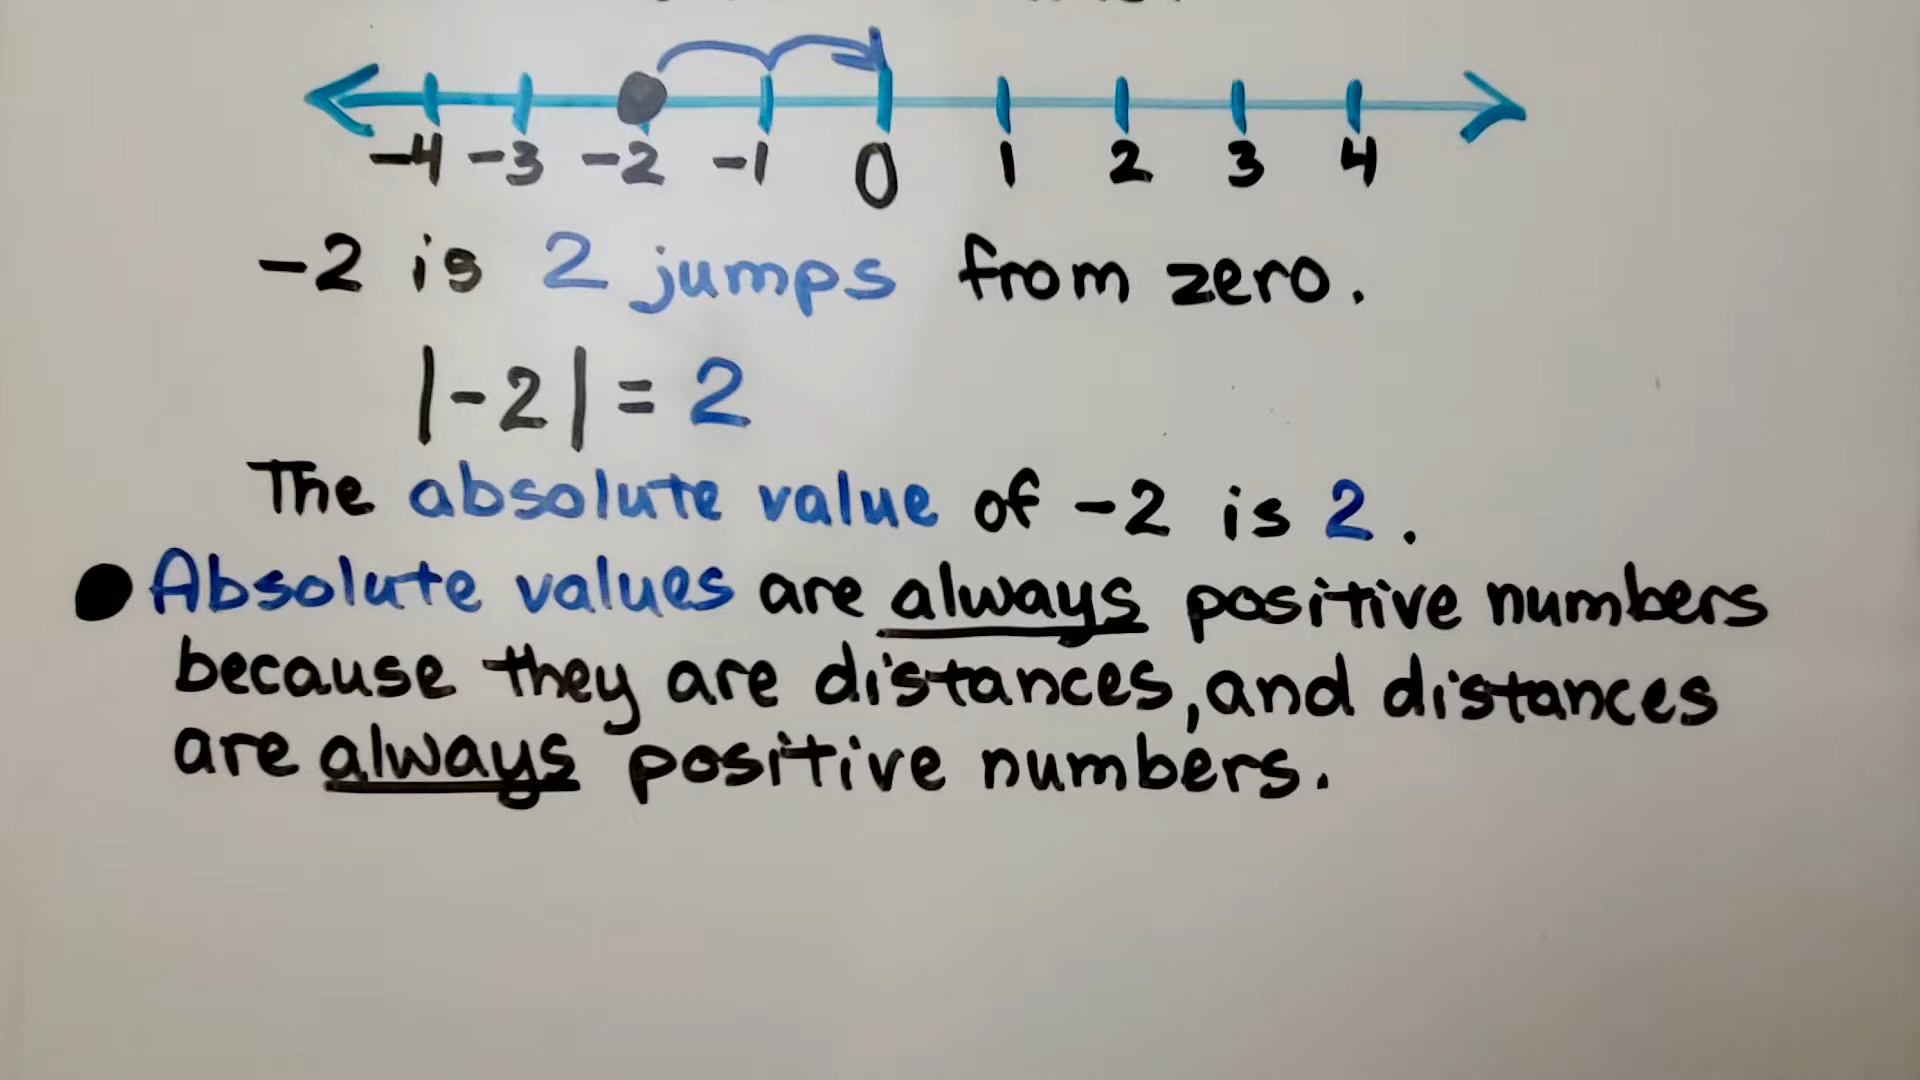 -4 -3 -2 -1 0 1 2 3 4
-2 is 2 jumps from zero.
|-2| = 2
The absolute value of -2 is 2.
● Absolute values are always positive numbers
because they are distances, and distances
are always positive numbers.